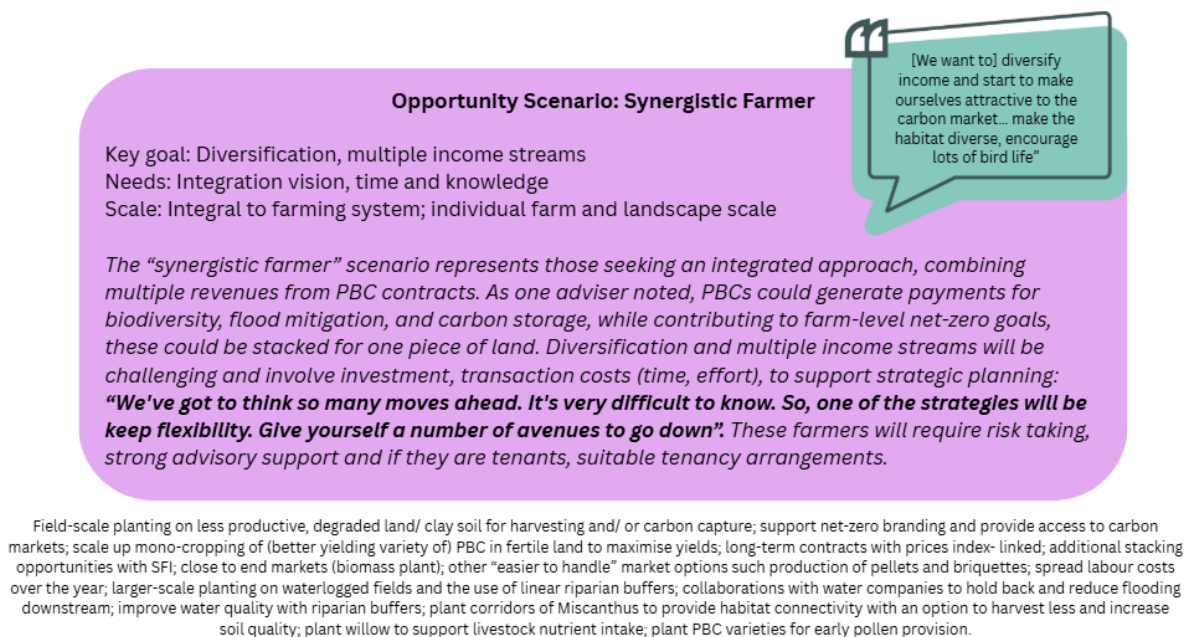 [We want to] diversify
income and start to make
ourselves attractive to the
carbon market... make the
habitat diverse, encourage
lots of bird life”
Opportunity Scenario: Synergistic Farmer
Key goal: Diversification, multiple income streams
Needs: Integration vision, time and knowledge
Scale: Integral to farming system; individual farm and landscape scale
The “synergistic farmer” scenario represents those seeking an integrated approach, combining
multiple revenues from PBC contracts. As one adviser noted, PBCs could generate payments for
biodiversity, flood mitigation, and carbon storage, while contributing to farm-level net-zero goals,
these could be stacked for one piece of land. Diversification and multiple income streams will be
challenging and involve investment, transaction costs (time, effort), to support strategic planning:
“We've got to think so many moves ahead. It's very difficult to know. So, one of the strategies will be
keep flexibility. Give yourself a number of avenues to go down”. These farmers will require risk taking,
strong advisory support and if they are tenants, suitable tenancy arrangements.
Field-scale planting on less productive, degraded land/ clay soil for harvesting and/ or carbon capture; support net-zero branding and provide access to carbon
markets; scale up mono-cropping of (better yielding variety of) PBC in fertile land to maximise yields; long-term contracts with prices index- linked; additional stacking
opportunities with SFI; close to end markets (biomass plant); other “easier to handle” market options such production of pellets and briquettes; spread labour costs
over the year; larger-scale planting on waterlogged fields and the use of linear riparian buffers; collaborations with water companies to hold back and reduce flooding
downstream; improve water quality with riparian buffers; plant corridors of Miscanthus to provide habitat connectivity with an option to harvest less and increase
soil quality; plant willow to support livestock nutrient intake; plant PBC varieties for early pollen provision.